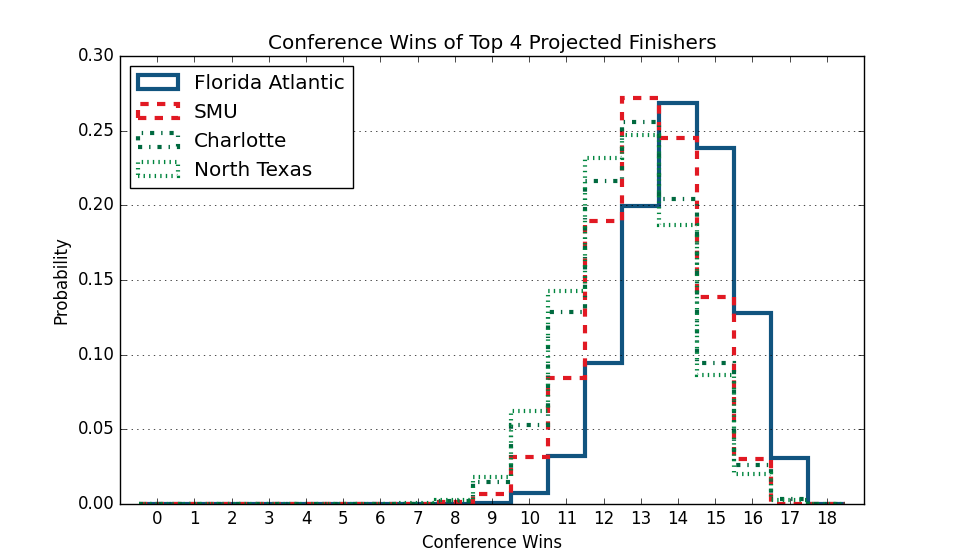 Conference Wins of Top 4 Projected Finishers
0.30
Florida Atlantic
SMU
Charlotte
North Texas
0.25
0.20
0.15
0.10
0.05
0.00
Probability
0 1 2 3 4 5 6 7 8 9 10 11 12 13 14 15 16 17 18
Conference Wins